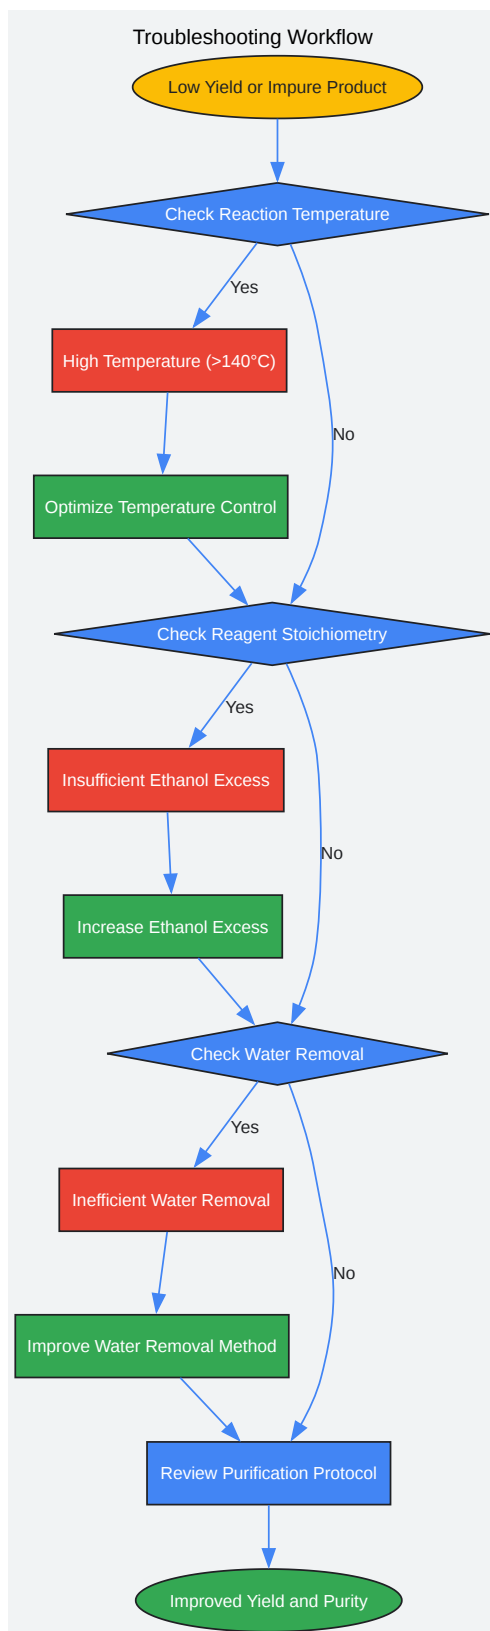 Troubleshooting Workflow
Low Yield or Impure Product
Check Reaction Temperature
Yes
High Temperature (>140°C)
No
Optimize Temperature Control
Check Reagent Stoichiometry
Yes
Insufficient Ethanol Excess
No
Increase Ethanol Excess
Check Water Removal
Yes
Inefficient Water Removal
No
Improve Water Removal Method
Review Purification Protocol
Improved Yield and Purity